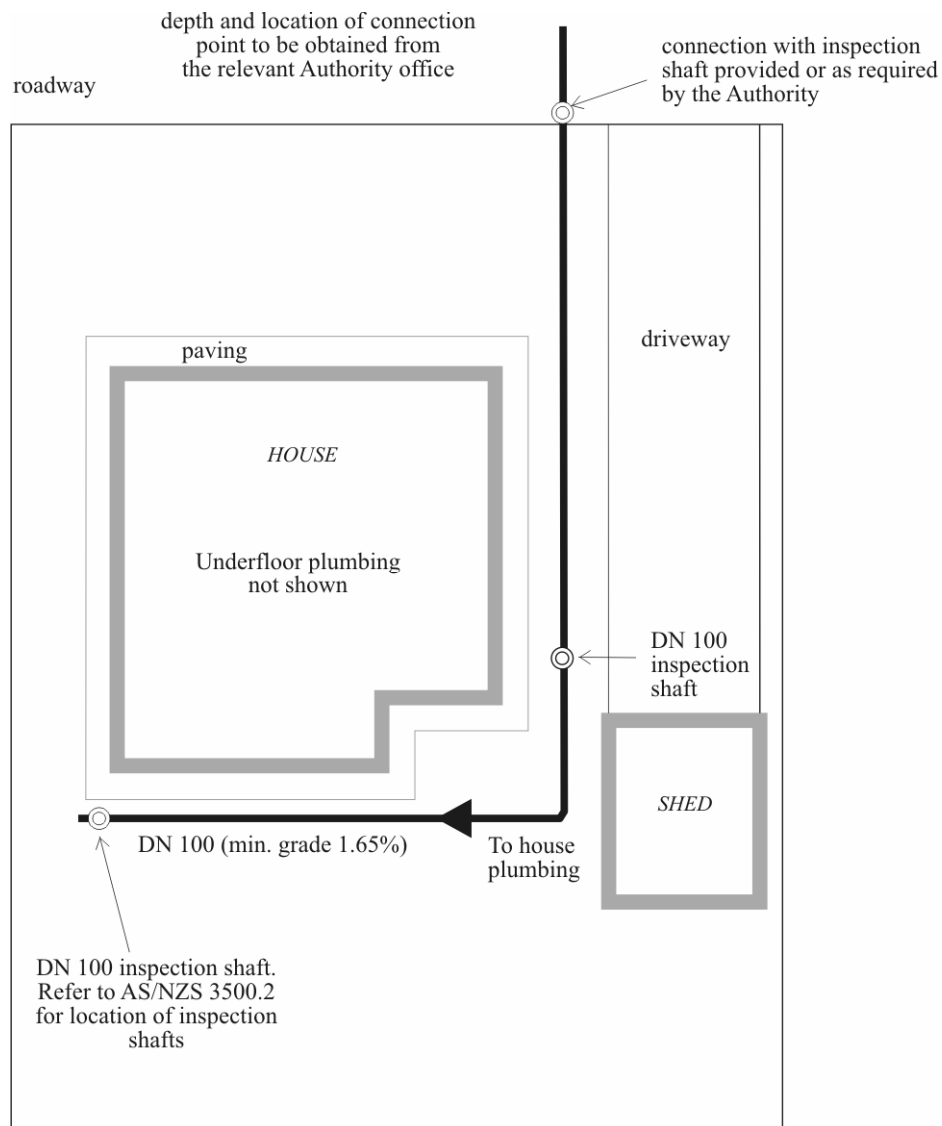 depth and location of connection
point to be obtained from
the relevant Authority office
connection with inspection
shaft provided or as required
by the Authority
roadway
driveway
paving
HOUSE
Underfloor plumbing
not shown
DN 100
inspection
shaft
SHED
DN 100 (min. grade 1.65%)
To house
plumbing
DN 100 inspection shaft.
Refer to AS/NZS 3500.2
for location of inspection
shafts